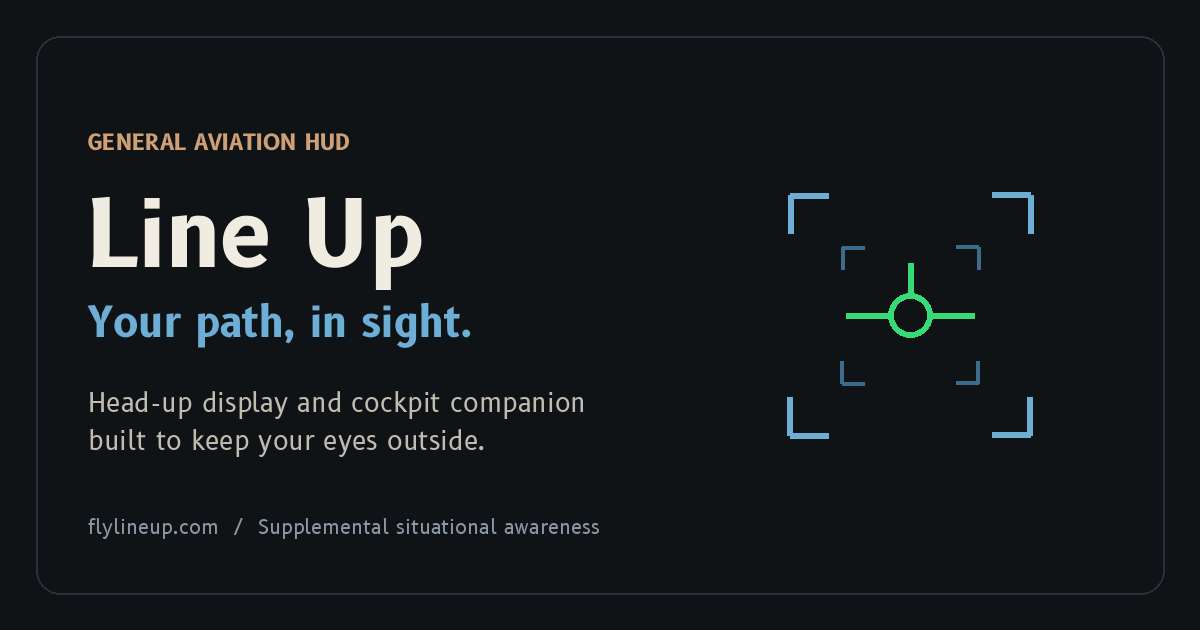 GENERAL AVIATION HUD
Line Up
Your path, in sight.
Head-up display and cockpit companion
built to keep your eyes outside.
flylineup.com / Supplemental situational awareness